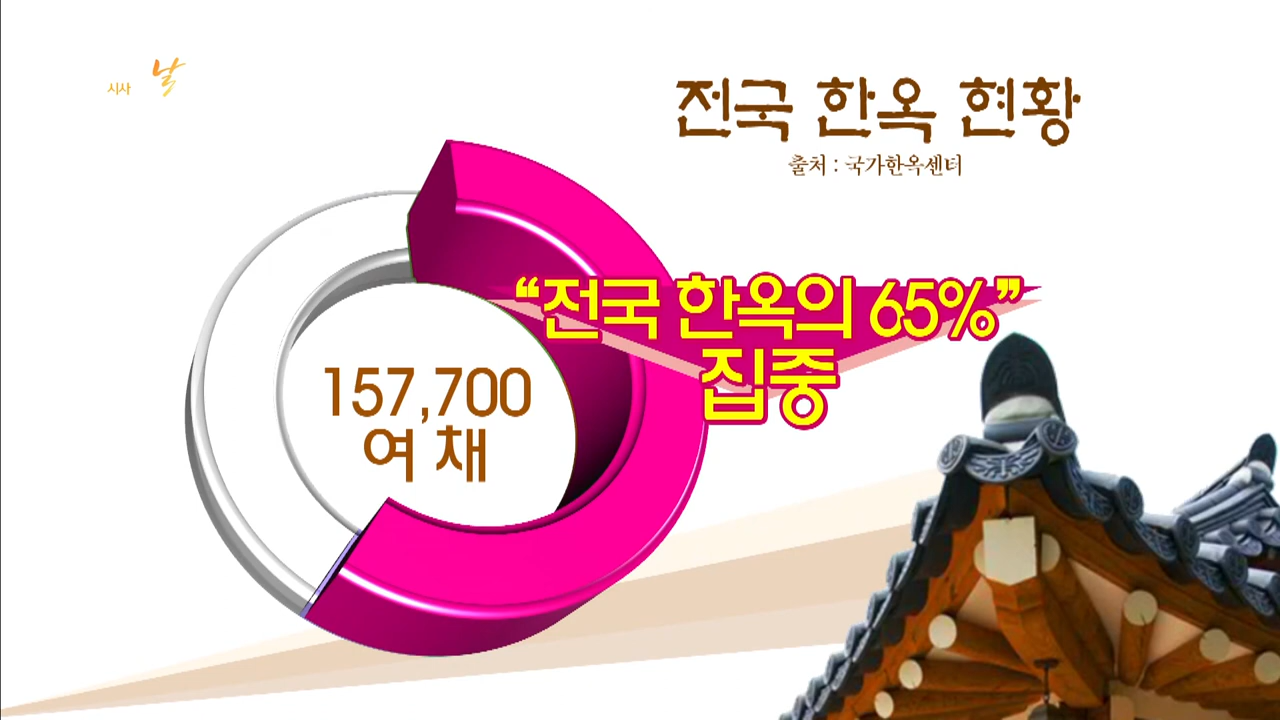 시사 날
전국 한옥 현황
출처 : 국가한옥센터
“전국 한옥의 65%”
집중
157,700
여 채